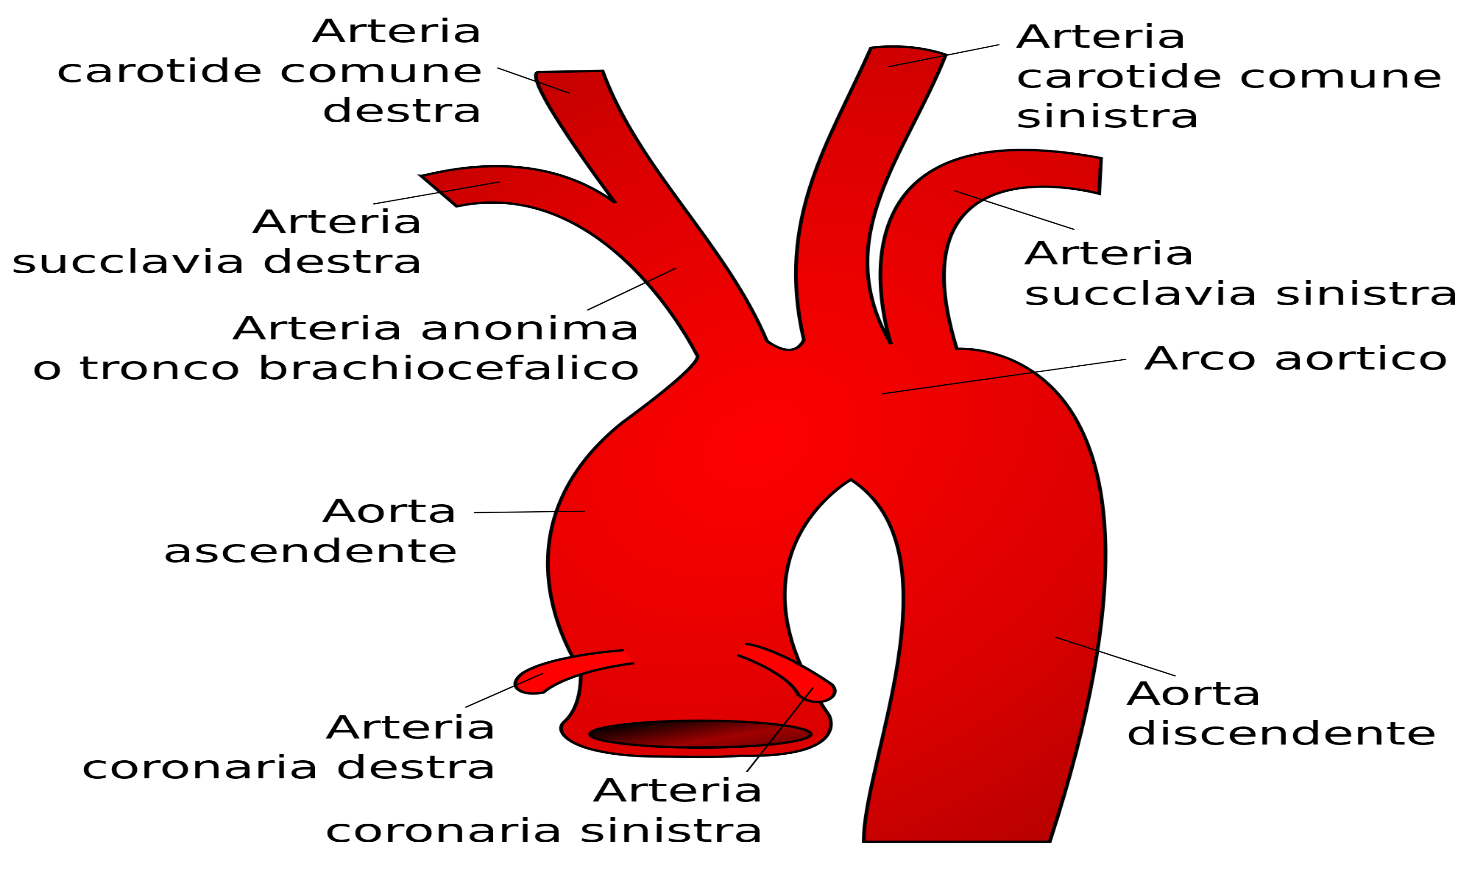 Arteria
carotide comune
destra
Arteria
carotide comune
sinistra
Arteria
succlavia destra
Arteria
succlavia sinistra
Arteria anonima
o tronco brachiocefalico
Arco aortico
Aorta
ascendente
Aorta
discendente
Arteria
coronaria destra
Arteria
coronaria sinistra